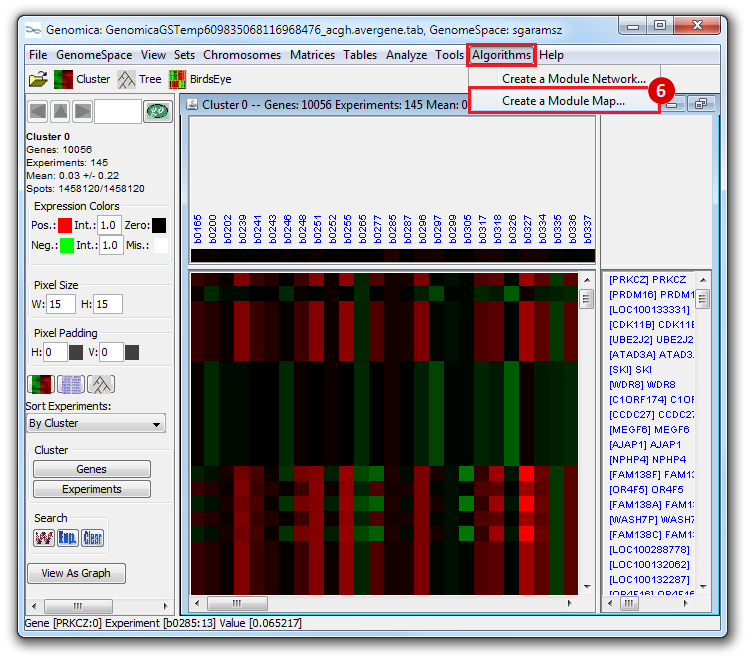 Genomica: GenomicaGSTemp609835068116968476_acgh.avergene.tab, GenomeSpace: sgaramsz
File GenomeSpace View Sets Chromosomes Matrices Tables Analyze Tools Algorithms Help
Cluster Tree BirdsEye
Create a Module Network...
Create a Module Map...
6
go
Cluster 0 -- Genes: 10056 Experiments: 145 Mean: 0
Cluster 0
Genes: 10056
Experiments: 145
Mean: 0.03 +/- 0.22
Spots: 1458120/1458120
Expression Colors
Pos.: Int.: 1.0 Zero:
Neg.: Int.: 1.0 Mis.:
Pixel Size
W: 15 H: 15
Pixel Padding
H: 0 V: 0
Sort Experiments:
By Cluster
Cluster
Genes
Experiments
Search
Exp. Clear
View As Graph
b0165
b0200
b0202
b0239
b0241
b0243
b0246
b0248
b0251
b0252
b0255
b0265
b0277
b0285
b0287
b0296
b0297
b0299
b0305
b0317
b0318
b0326
b0327
b0334
b0335
b0336
b0337
[PRKCZ] PRKCZ
[PRDM16] PRDM1
[LOC100133331]
[CDK11B] CDK11E
[UBE2J2] UBE2J2
[ATAD3A] ATAD3
[SKI] SKI
[WDR8] WDR8
[C1ORF174] C1OF
[CCDC27] CCDC2
[MEGF6] MEGF6
[AJAP1] AJAP1
[NPHP4] NPHP4
[FAM138F] FAM13
[OR4F5] OR4F5
[FAM138A] FAM13
[WASH7P] WASH7
[FAM138C] FAM13
[LOC100288778]
[LOC100132062]
[LOC100132287]
[OR4F16] OR4F16
Gene [PRKCZ:0] Experiment [b0285:13] Value [0.065217]